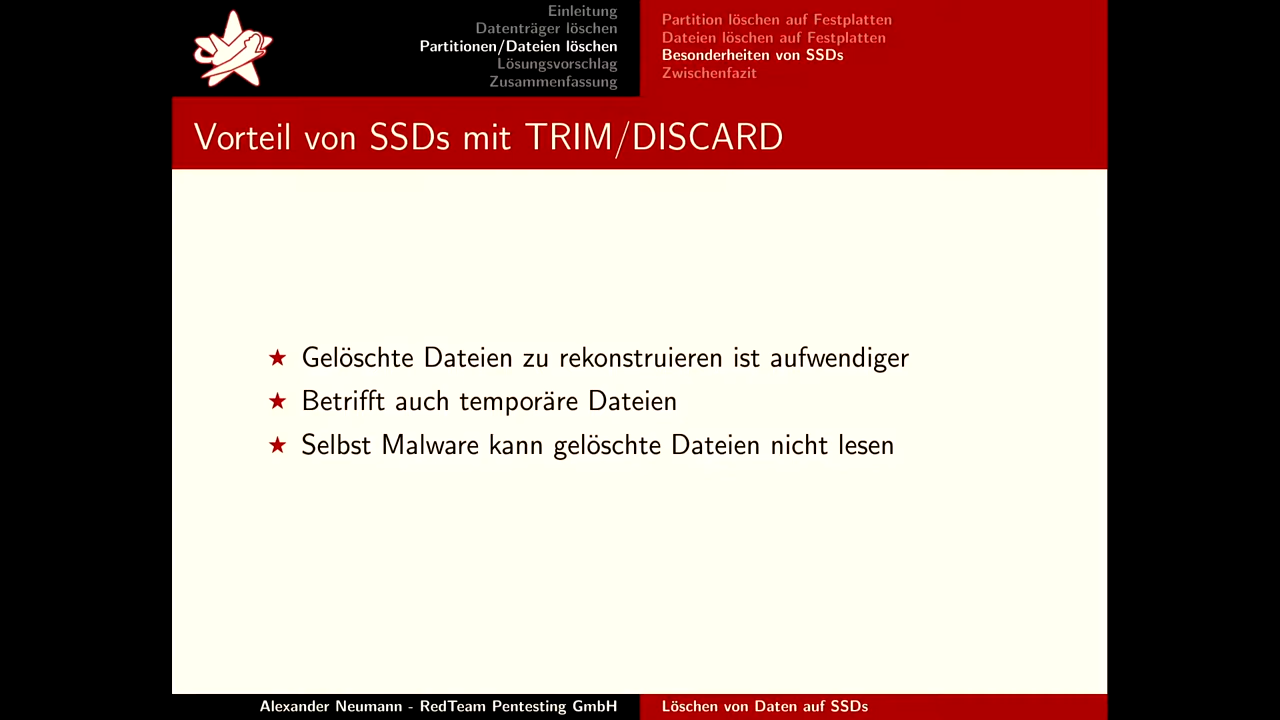 Einleitung
Datenträger löschen
Partitionen/Dateien löschen
Lösungsvorschlag
Zusammenfassung
Partition löschen auf Festplatten
Dateien löschen auf Festplatten
Besonderheiten von SSDs
Zwischenfazit
Vorteil von SSDs mit TRIM/DISCARD
Gelöschte Dateien zu rekonstruieren ist aufwendiger
Betrifft auch temporäre Dateien
Selbst Malware kann gelöschte Dateien nicht lesen
Alexander Neumann - RedTeam Pentesting GmbH
Löschen von Daten auf SSDs